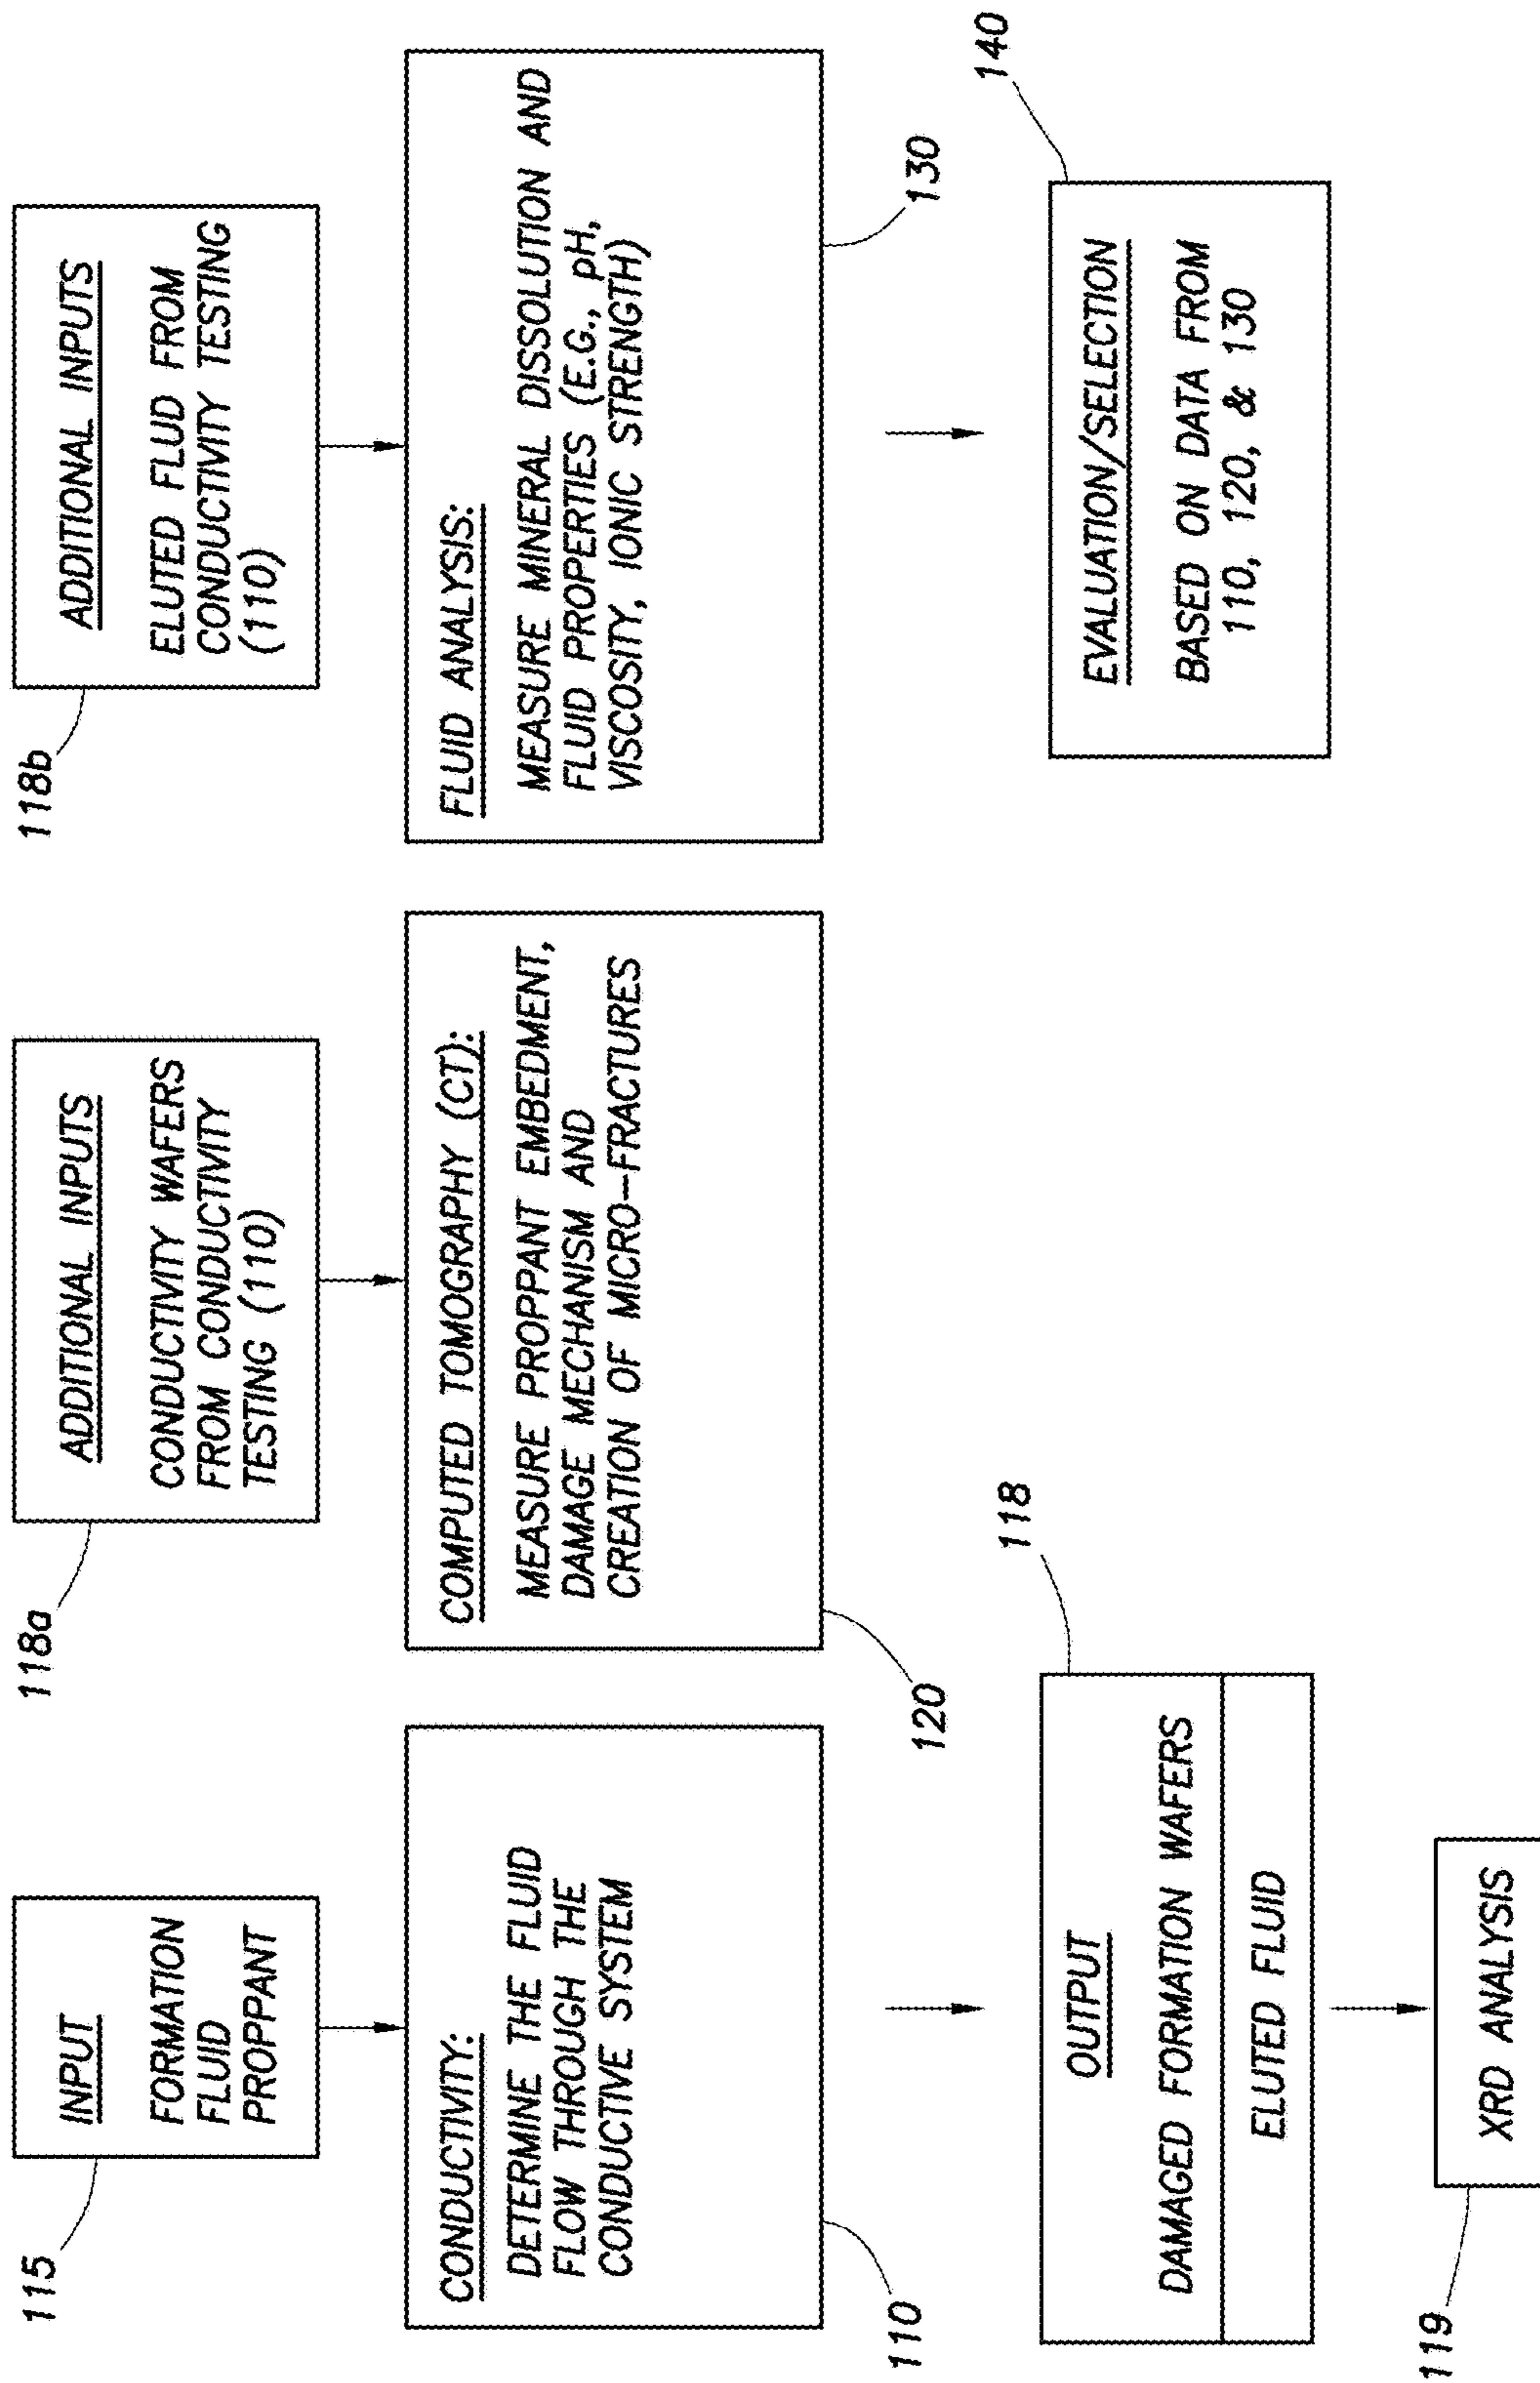 115
INPUT
FORMATION
FLUID
PROPPANT
CONDUCTIVITY:
DETERMINE THE FLUID
FLOW THROUGH THE
CONDUCTIVE SYSTEM
110
OUTPUT
DAMAGED FORMATION WAFERS
ELUTED FLUID
118
XRD ANALYSIS
119
118a
ADDITIONAL INPUTS
CONDUCTIVITY WAFERS
FROM CONDUCTIVITY
TESTING (110)
COMPUTED TOMOGRAPHY (CT):
MEASURE PROPPANT EMBEDMENT,
DAMAGE MECHANISM AND
CREATION OF MICRO-FRACTURES
120
118b
ADDITIONAL INPUTS
ELUTED FLUD FROM
CONDUCTIVITY TESTING
(110)
FLUID ANALYSIS:
MEASURE MINERAL DISSOLUTION AND
FLUID PROPERTIES (E.G., pH,
VISCOSITY, IONIC STRENGTH)
130
140
EVALUATION/SELECTION
BASED ON DATA FROM
110, 120, & 130